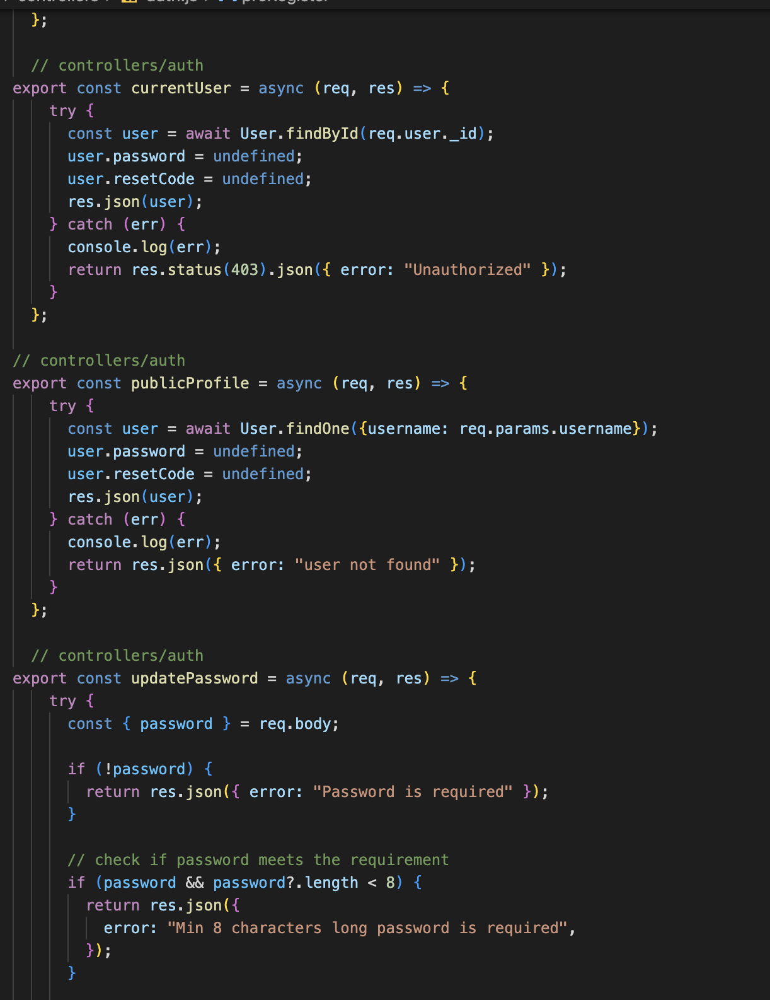 };
// controllers/auth
export const currentUser = async (req, res) => {
try {
const user = await User.findById(req.user._id);
user.password = undefined;
user.resetCode = undefined;
res.json(user);
} catch (err) {
console.log(err);
return res.status(403).json({ error: "Unauthorized" });
}
};
// controllers/auth
export const publicProfile = async (req, res) => {
try {
const user = await User.findOne({username: req.params.username});
user.password = undefined;
user.resetCode = undefined;
res.json(user);
} catch (err) {
console.log(err);
return res.json({ error: "user not found" });
}
};
// controllers/auth
export const updatePassword = async (req, res) => {
try {
const { password } = req.body;
if (!password) {
return res.json({ error: "Password is required" });
}
// check if password meets the requirement
if (password && password?.length < 8) {
return res.json({
error: "Min 8 characters long password is required",
});
}